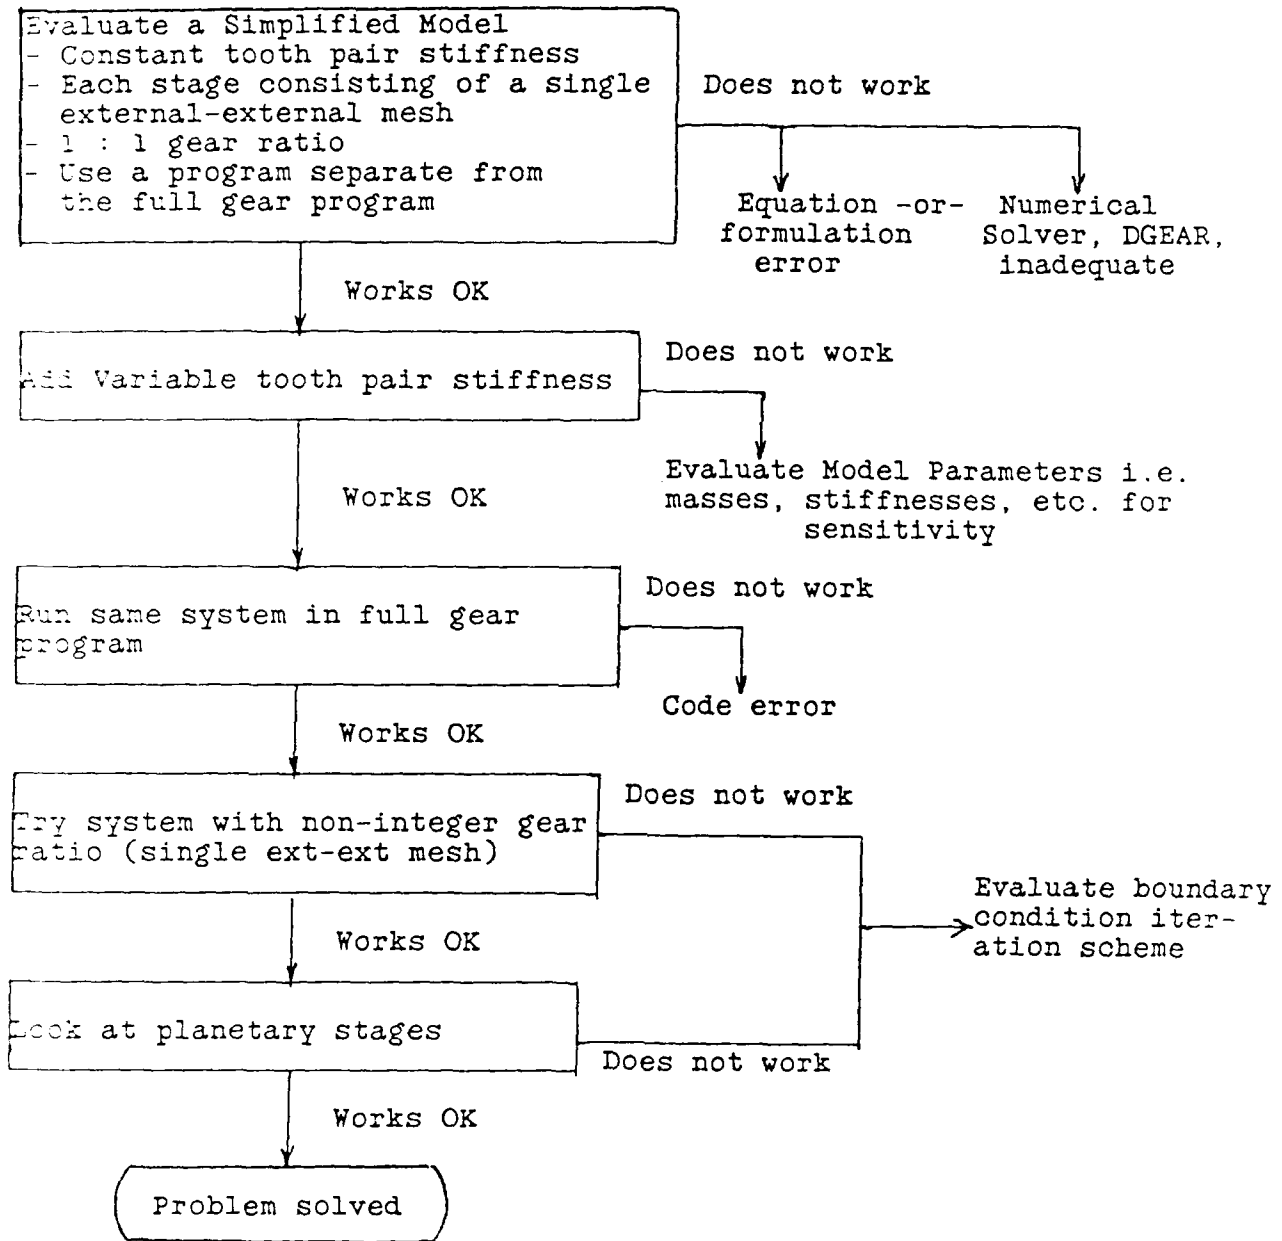 Evaluate a Simplified Model
- Constant tooth pair stiffness
- Each stage consisting of a single
external-external mesh
- 1 : 1 gear ratio
- Use a program separate from
the full gear program
Does not work
Equation -or- Numerical
formulation Solver, DGEAR,
error inadequate
Works OK
Add Variable tooth pair stiffness
Does not work
Evaluate Model Parameters i.e.
masses, stiffnesses, etc. for
sensitivity
Works OK
Run same system in full gear
program
Does not work
Code error
Works OK
Try system with non-integer gear
ratio (single ext-ext mesh)
Does not work
Evaluate boundary
condition iter-
ation scheme
Works OK
Look at planetary stages
Does not work
Works OK
Problem solved